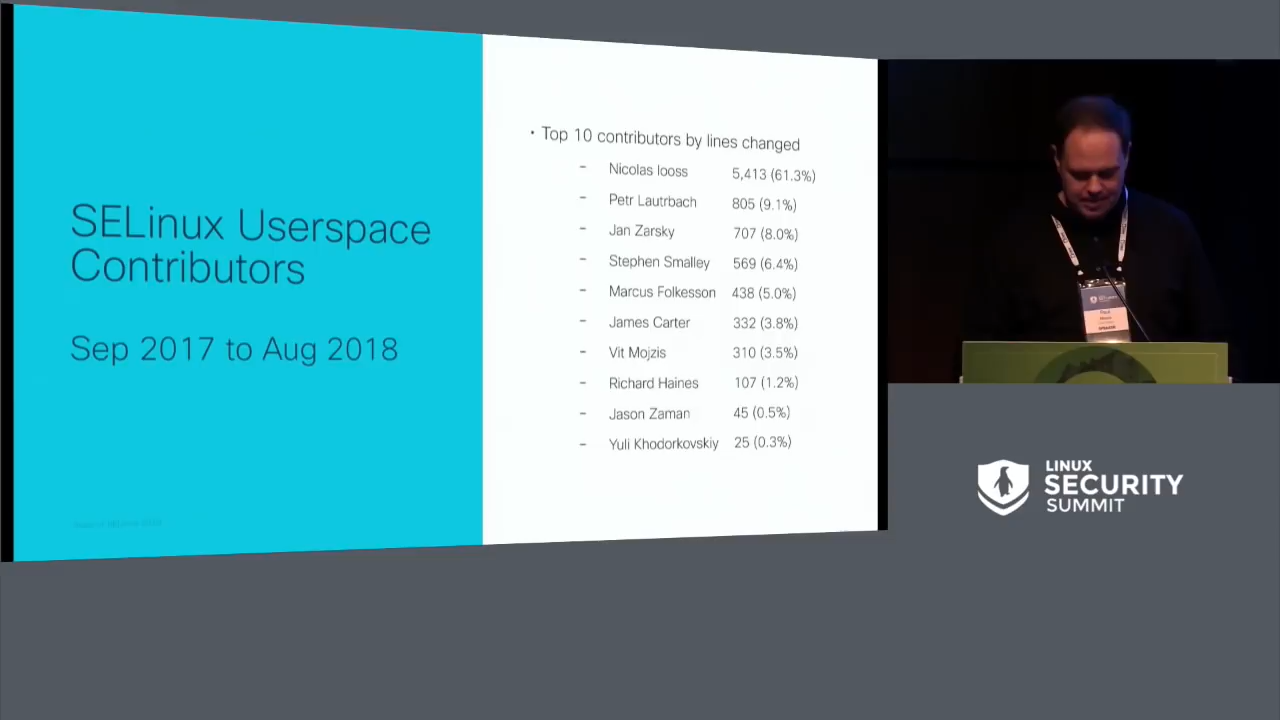 SELinux Userspace
Contributors
Sep 2017 to Aug 2018
• Top 10 contributors by lines changed
– Nicolas Iooss 5,413 (61.3%)
– Petr Lautrbach 805 (9.1%)
– Jan Zarsky 707 (8.0%)
– Stephen Smalley 569 (6.4%)
– Marcus Folkesson 438 (5.0%)
– James Carter 332 (3.8%)
– Vit Mojzis 310 (3.5%)
– Richard Haines 107 (1.2%)
– Jason Zaman 45 (0.5%)
– Yuli Khodorkovskiy 25 (0.3%)
Paul
LINUX
SECURITY
SUMMIT